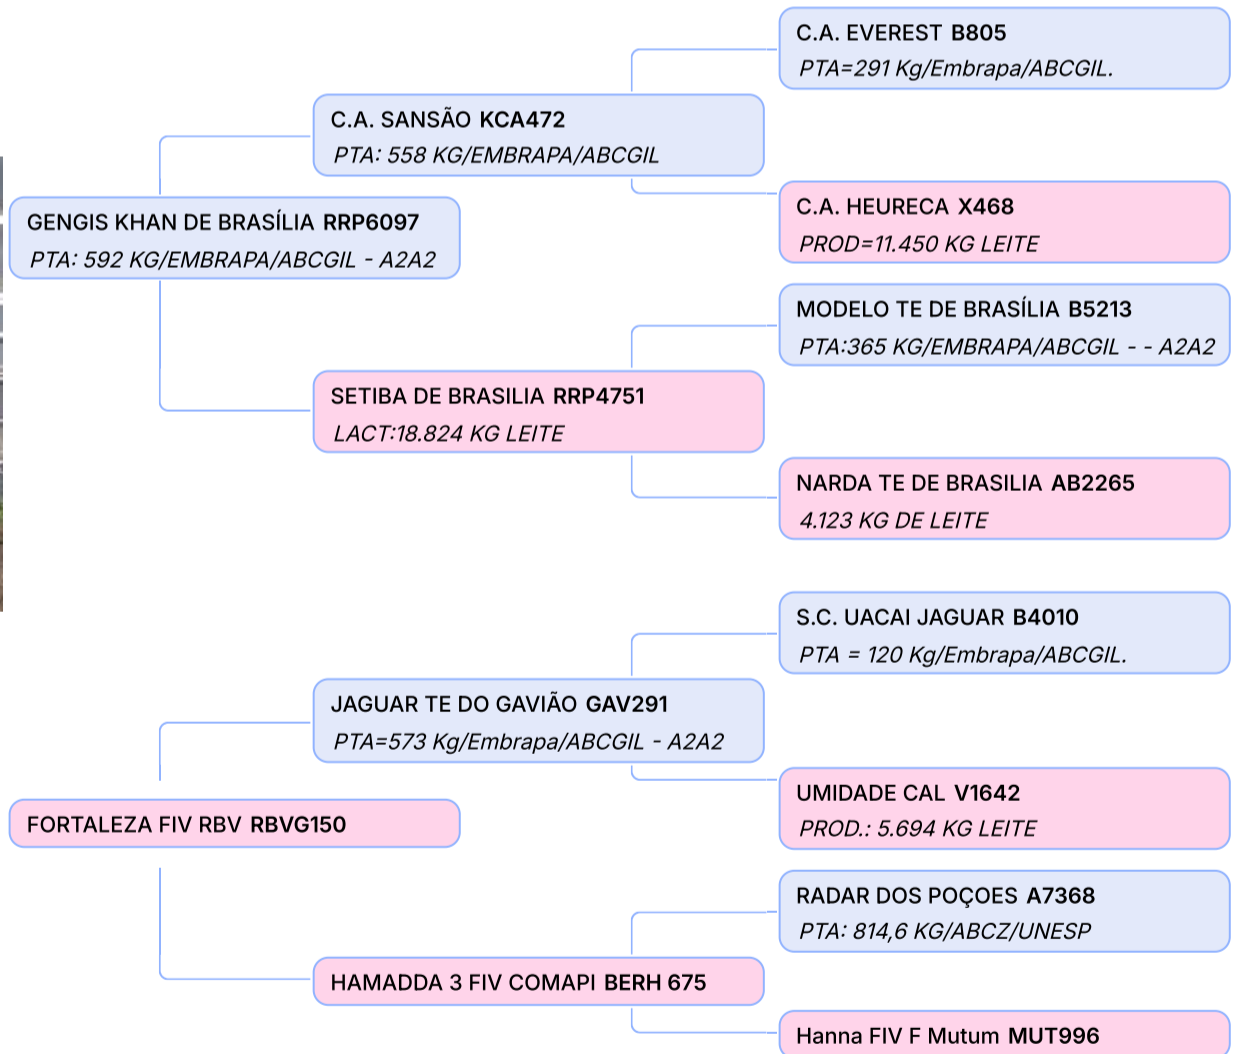 C.A. EVEREST B805
PTA=291 Kg/Embrapa/ABCGIL.
C.A. SANSÃO KCA472
PTA: 558 KG/EMBRAPA/ABCGIL
C.A. HEURECA X468
PROD=11.450 KG LEITE
GENGIS KHAN DE BRASÍLIA RRP6097
PTA: 592 KG/EMBRAPA/ABCGIL - A2A2
MODELO TE DE BRASÍLIA B5213
PTA:365 KG/EMBRAPA/ABCGIL - - A2A2
SETIBA DE BRASILIA RRP4751
LACT:18.824 KG LEITE
NARDA TE DE BRASILIA AB2265
4.123 KG DE LEITE
S.C. UACAI JAGUAR B4010
PTA = 120 Kg/Embrapa/ABCGIL.
JAGUAR TE DO GAVIÃO GAV291
PTA=573 Kg/Embrapa/ABCGIL - A2A2
UMIDADE CAL V1642
PROD.: 5.694 KG LEITE
FORTALEZA FIV RBV RBVG150
RADAR DOS POÇOES A7368
PTA: 814,6 KG/ABCZ/UNESP
HAMADDA 3 FIV COMAPI BERH 675
Hanna FIV F Mutum MUT996